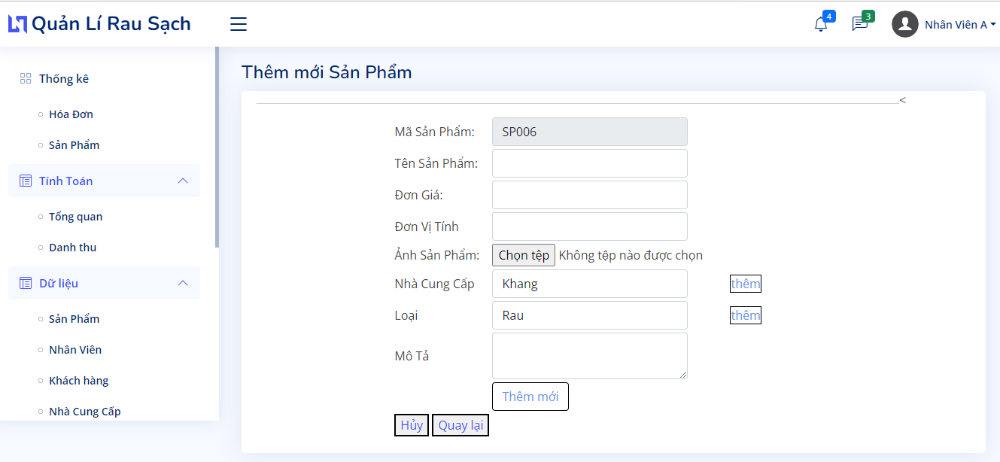 Quản Lí Rau Sạch
4
3
Nhân Viên A
Thống kê
Hóa Đơn
Sản Phẩm
Tính Toán
Tổng quan
Danh thu
Dữ liệu
Sản Phẩm
Nhân Viên
Khách hàng
Nhà Cung Cấp
Thêm mới Sản Phẩm
<
Mã Sản Phẩm: SP006
Tên Sản Phẩm:
Đơn Giá:
Đơn Vị Tính
Ảnh Sản Phẩm: Chọn tệp Không tệp nào được chọn
Nhà Cung Cấp Khang thêm
Loại Rau thêm
Mô Tả
Thêm mới
Hủy Quay lại